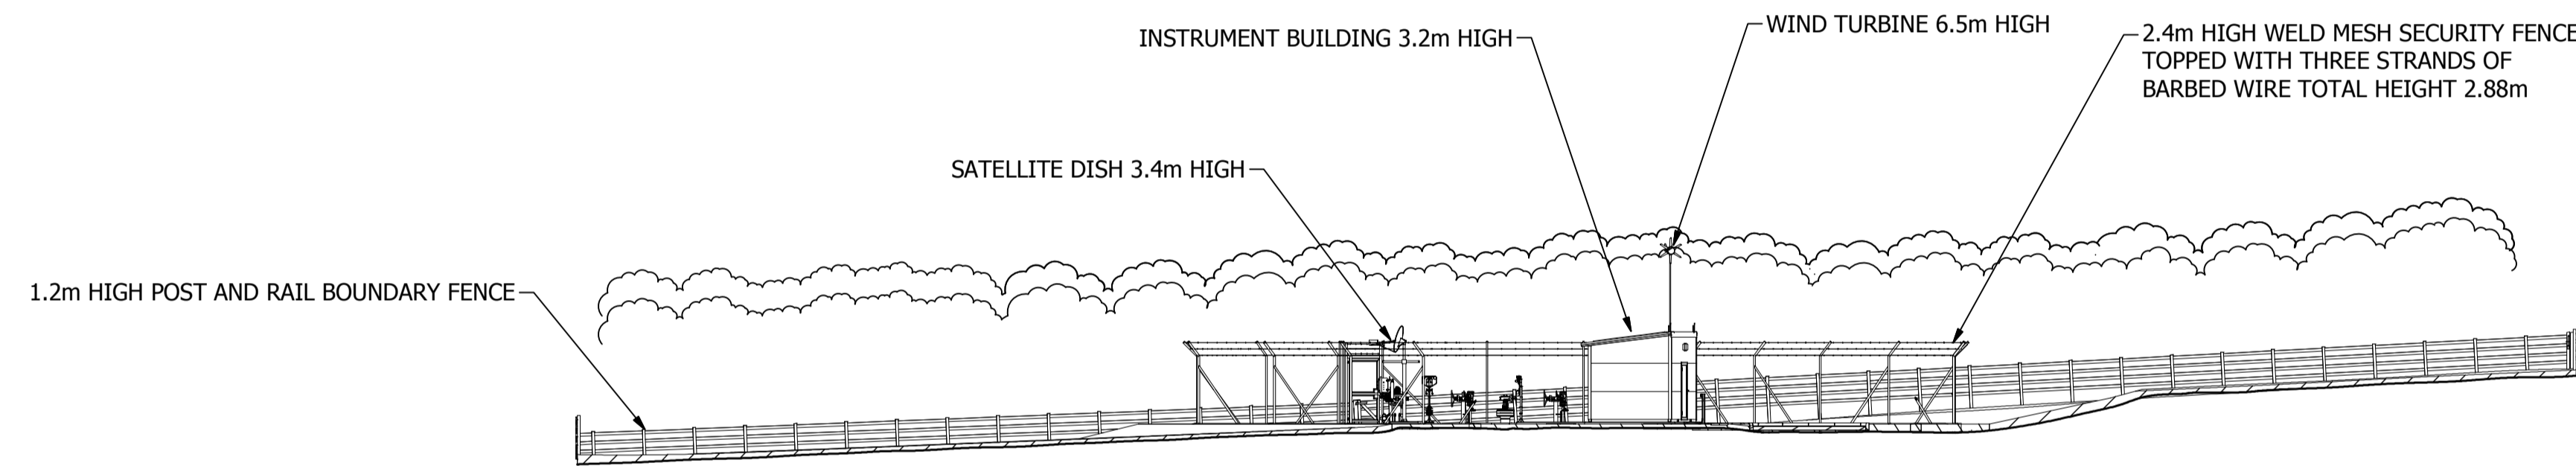 WIND TURBINE 6.5m HIGH
INSTRUMENT BUILDING 3.2m HIGH
2.4m HIGH WELD MESH SECURITY FENCE
TOPPED WITH THREE STRANDS OF
BARBED WIRE TOTAL HEIGHT 2.88m
SATELLITE DISH 3.4m HIGH
1.2m HIGH POST AND RAIL BOUNDARY FENCE